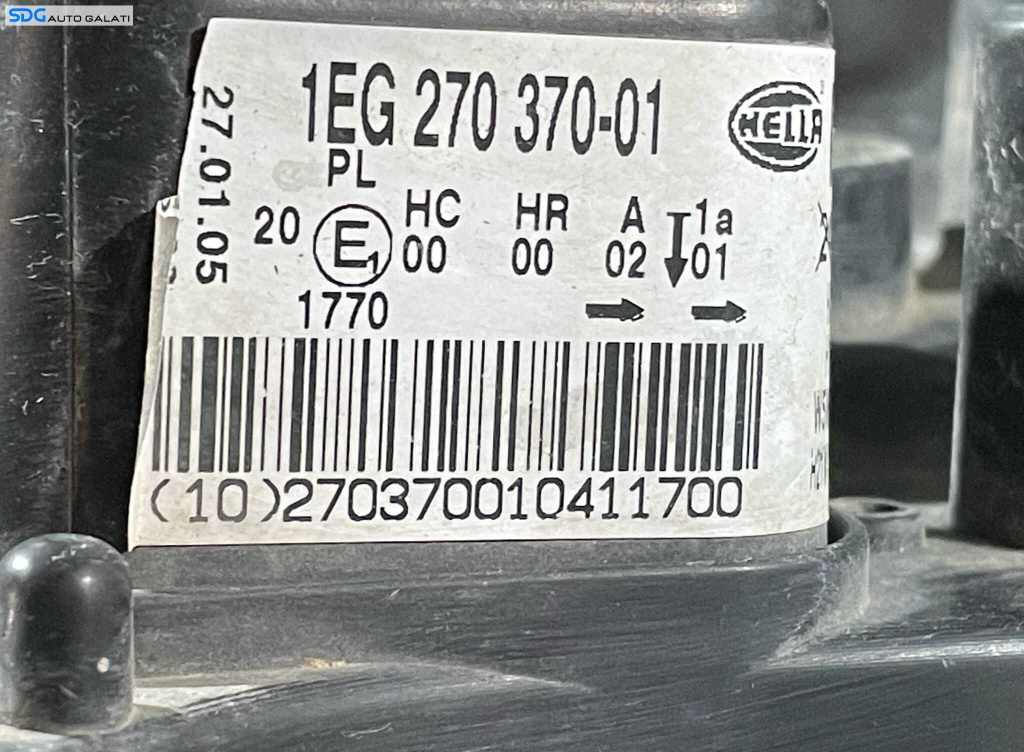 SDG AUTO GALATI
1EG 270 370-01
HELLA
27.01.05
PL
20 E1 HC HR A 1a
00 00 02 01
1770
(10)270370010411700